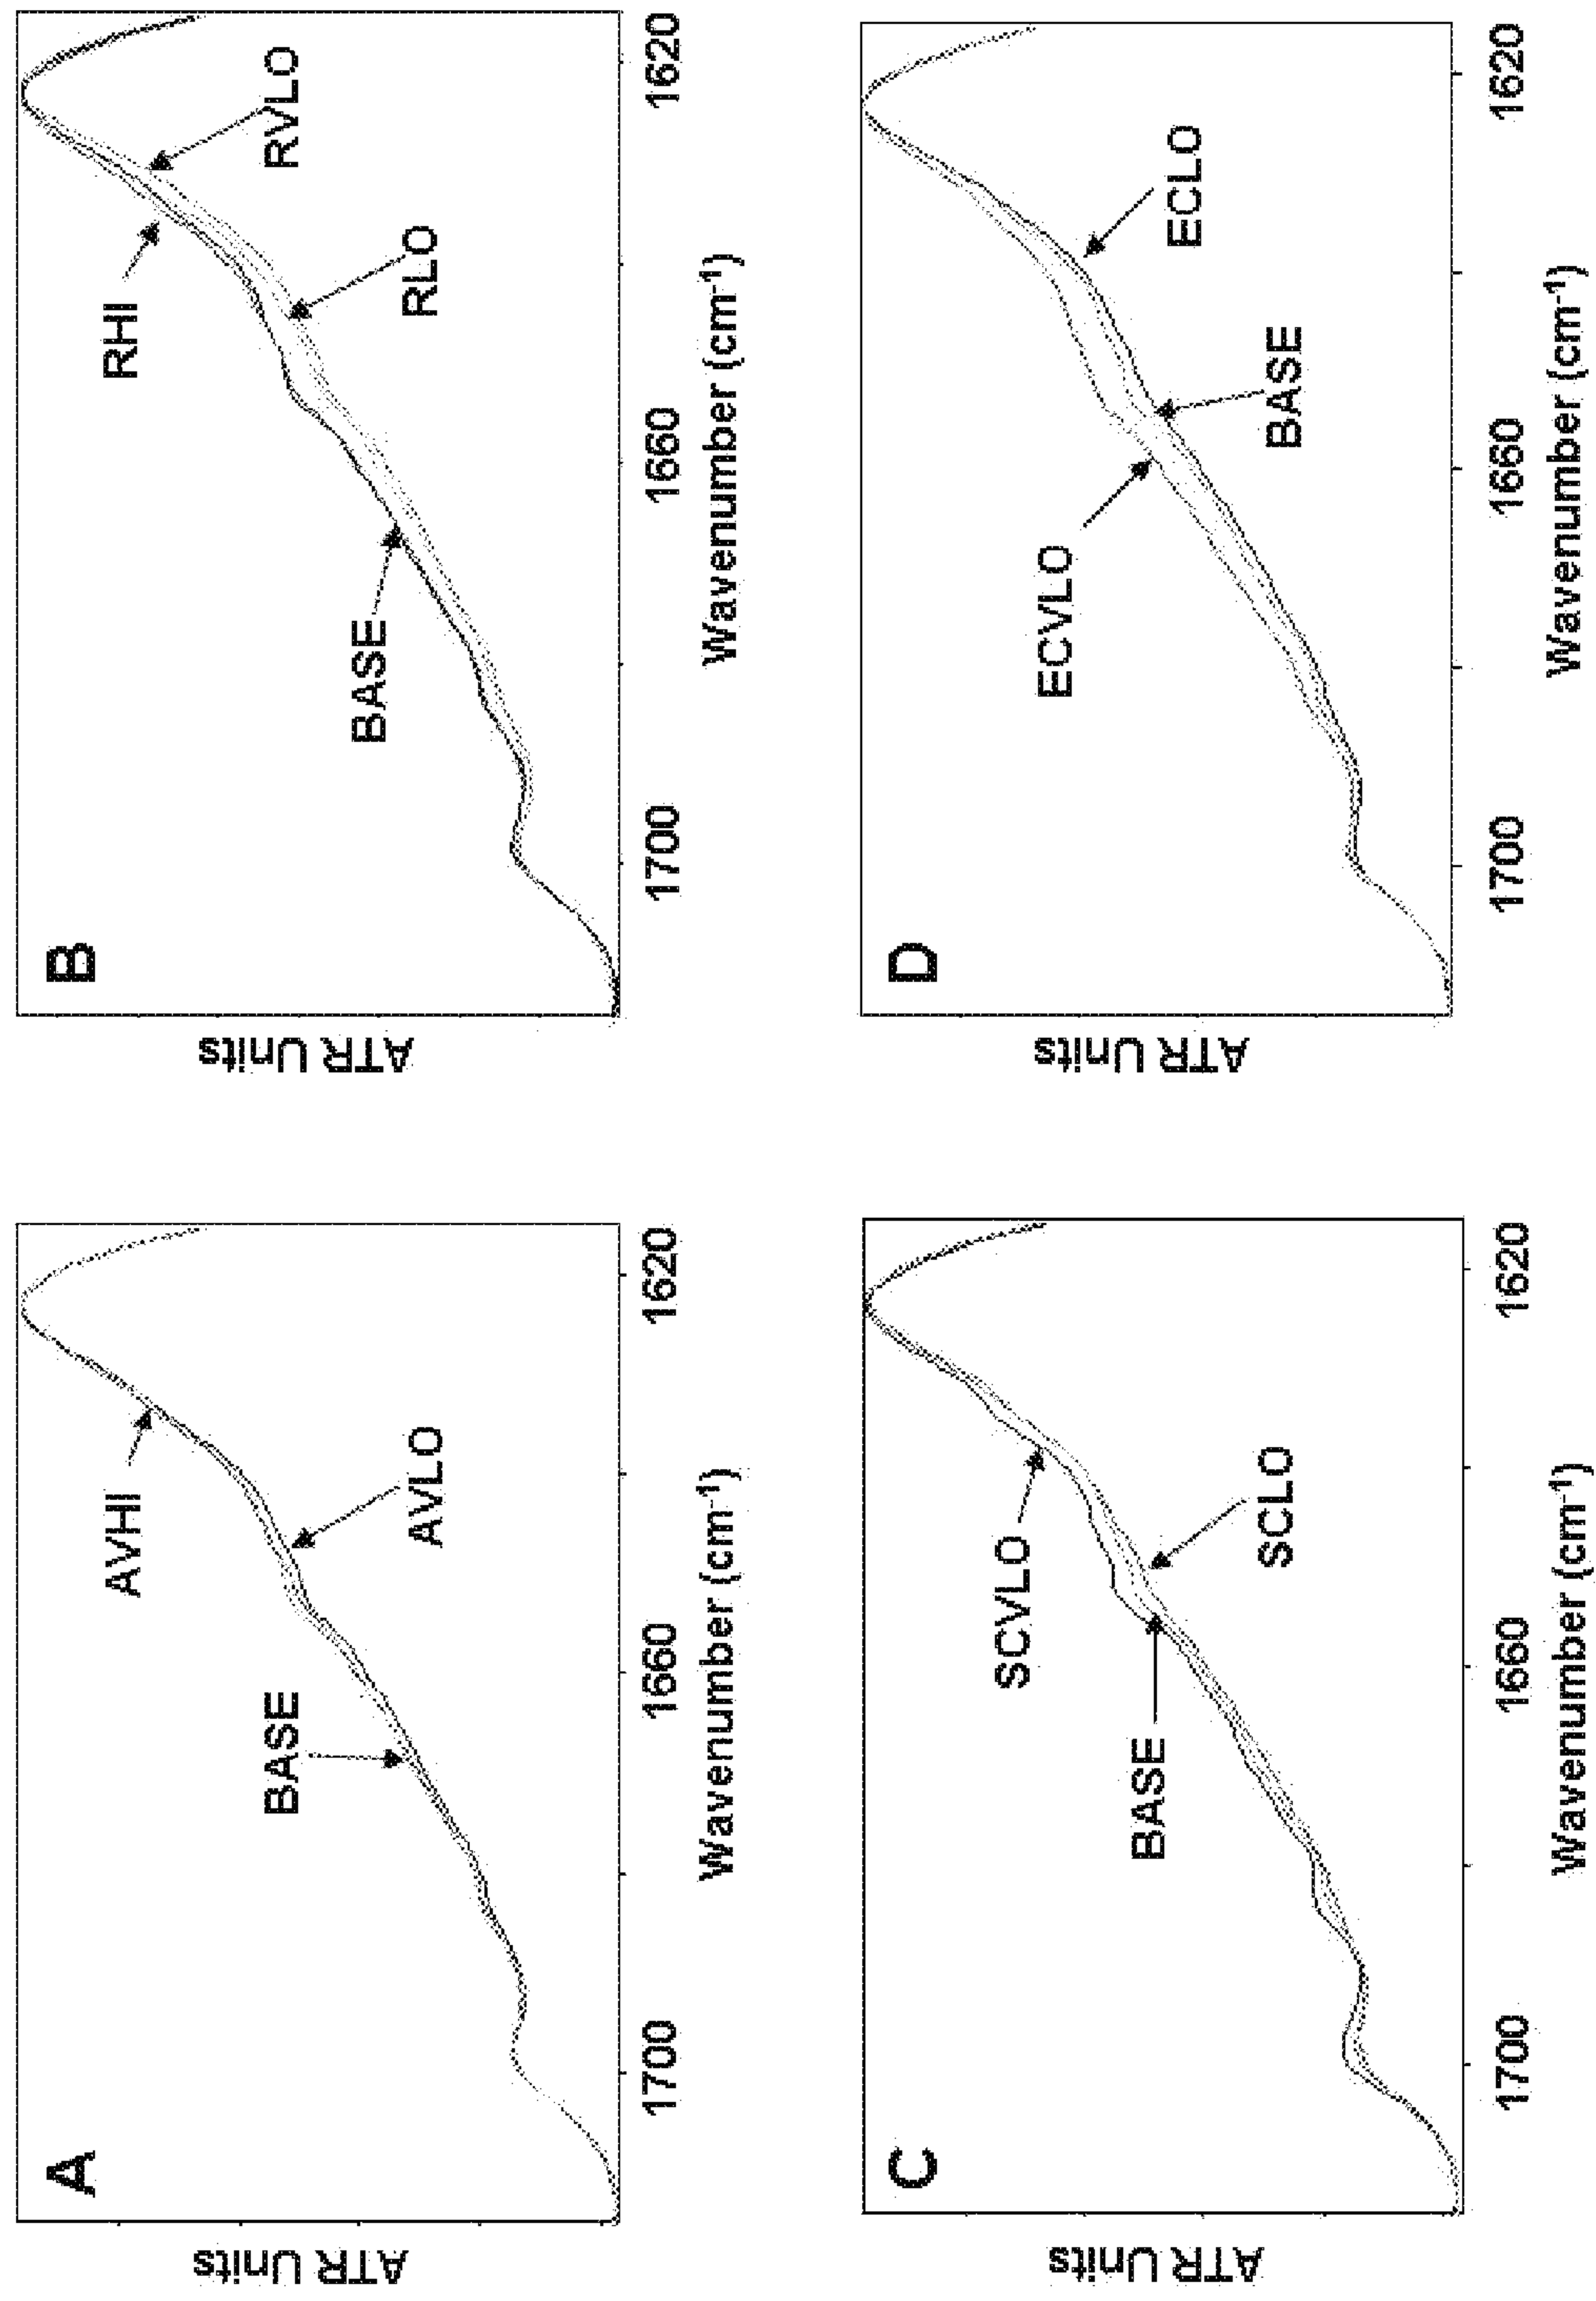 A
AVHI
BASE
AVLO
ATR Units
1700
1660
1620
Wavenumber (cm-1)
B
RHI
RVLO
BASE
RLO
ATR Units
1700
1660
1620
Wavenumber (cm-1)
C
SCVLO
BASE
SCLO
ATR Units
1700
1660
1620
Wavenumber (cm-1)
D
ECVLO
ECLO
BASE
ATR Units
1700
1660
1620
Wavenumber (cm-1)